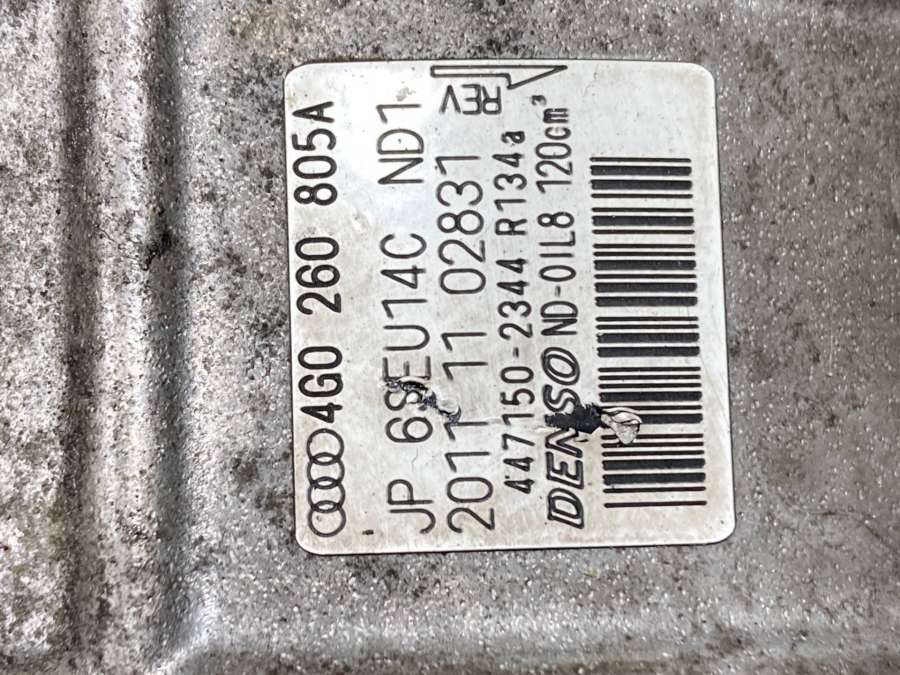 4G0 260 805A
JP 6SEU14C ND1
REV
2011 11 02831
447150-2344 R134a
DENSO ND-OIL8 120cm³